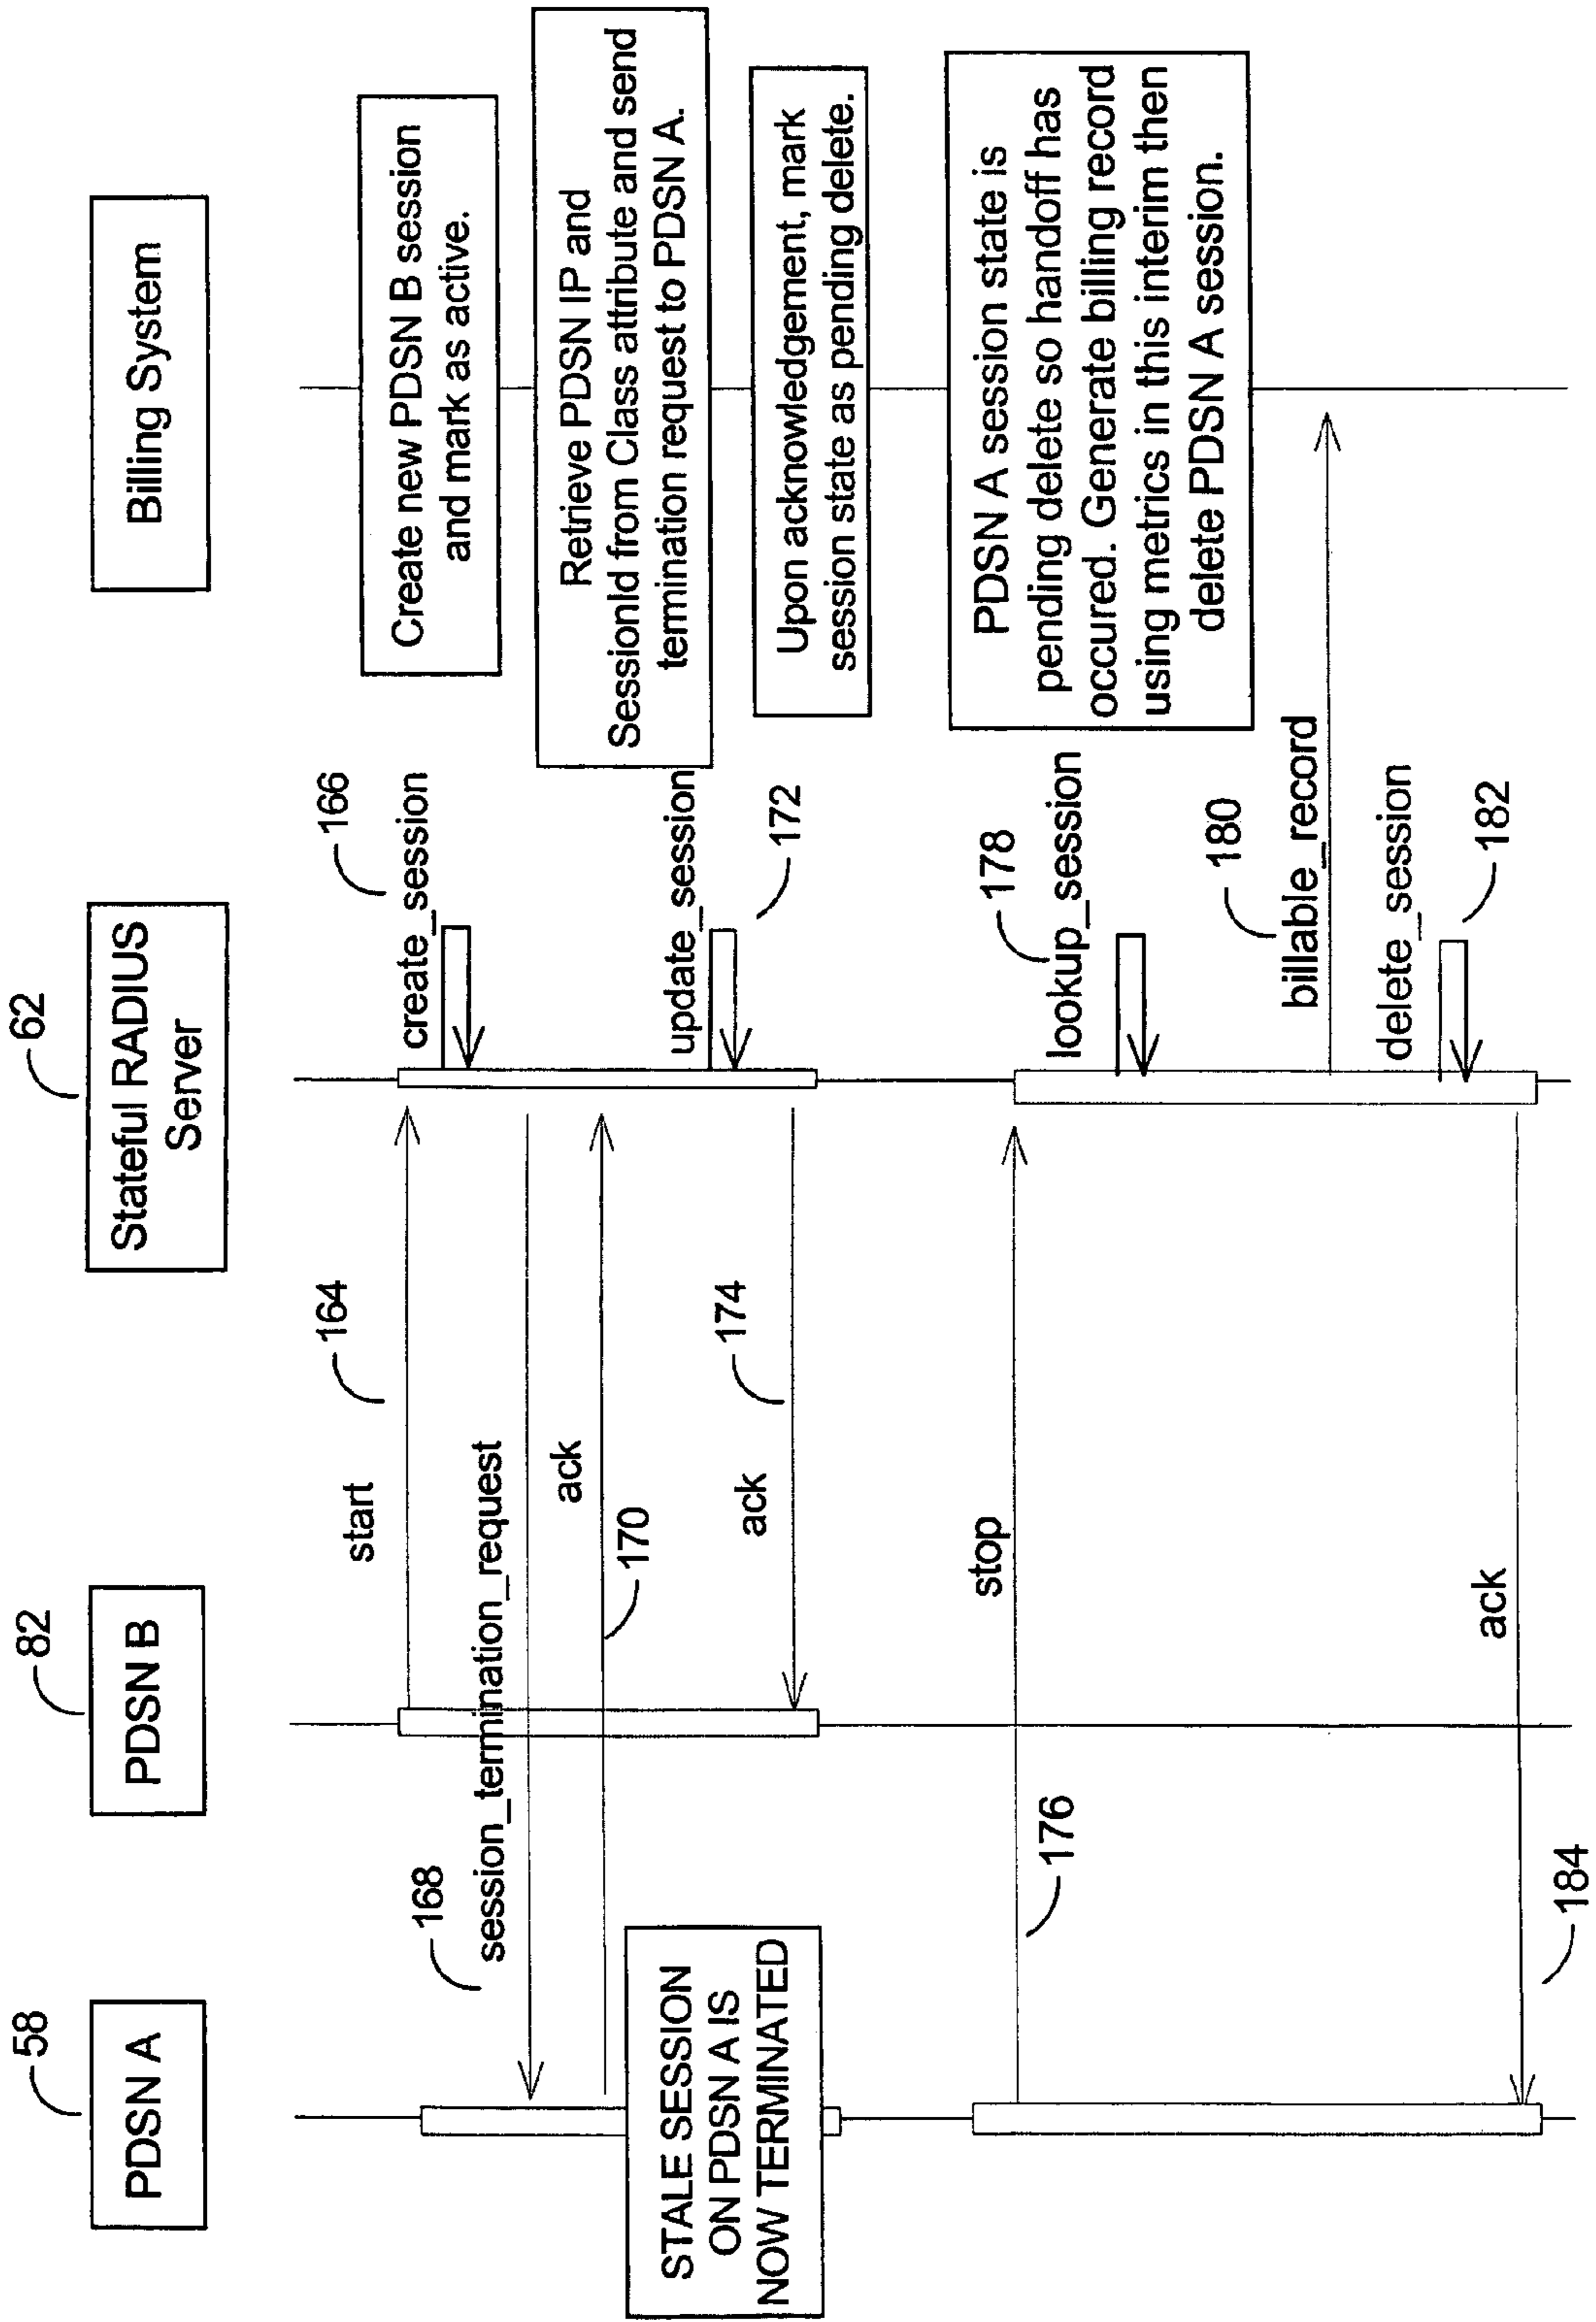 58
PDSN A
82
PDSN B
62
Stateful RADIUS
Server
Billing System
start
164
166
create_session
Create new PDSN B session
and mark as active.
168
session_termination_request
Retrieve PDSN IP and
SessionId from Class attribute and send
termination request to PDSN A.
ack
170
STALE SESSION
ON PDSN A IS
NOW TERMINATED
update_session
172
Upon acknowledgement, mark
session state as pending delete.
ack
174
stop
176
178
lookup_session
PDSN A session state is
pending delete so handoff has
occured. Generate billing record
using metrics in this interim then
delete PDSN A session.
180
billable_record
delete_session
182
ack
184